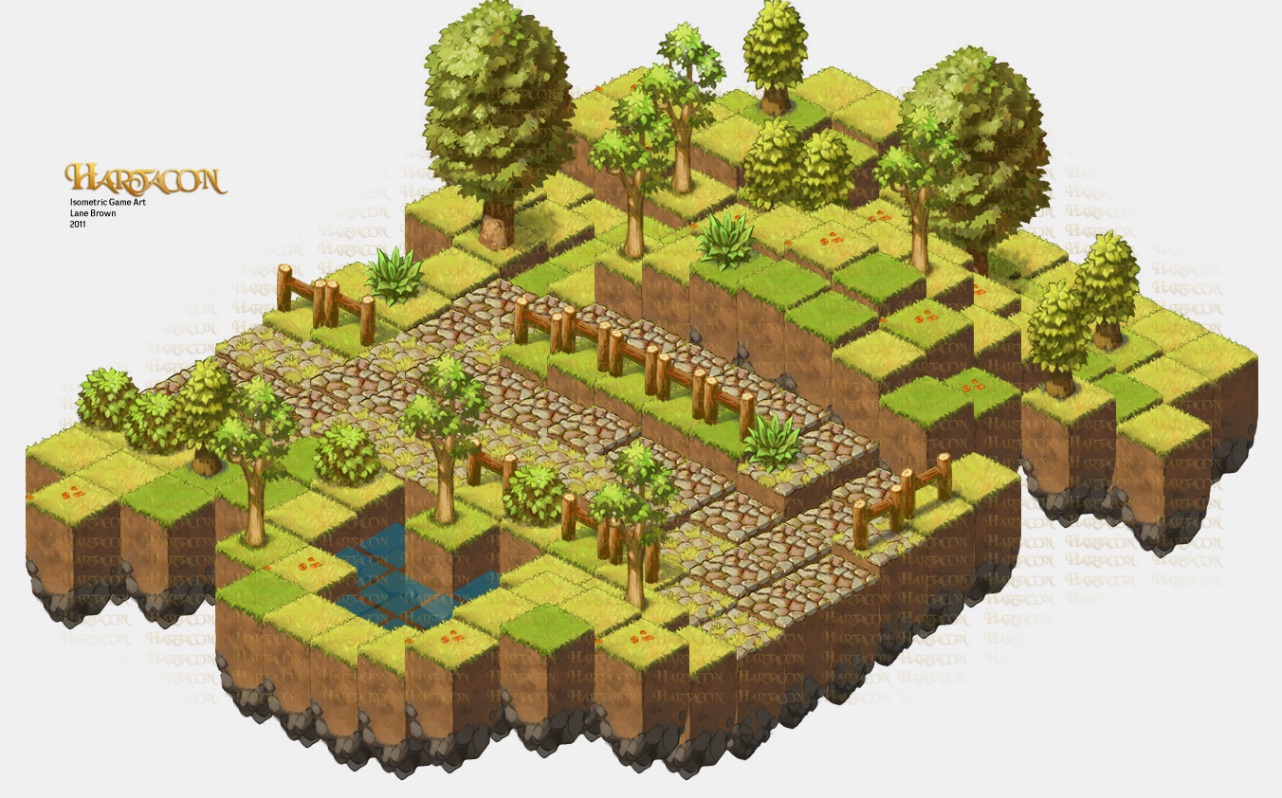 HARTACON
Isometric Game Art
Lane Brown
2011